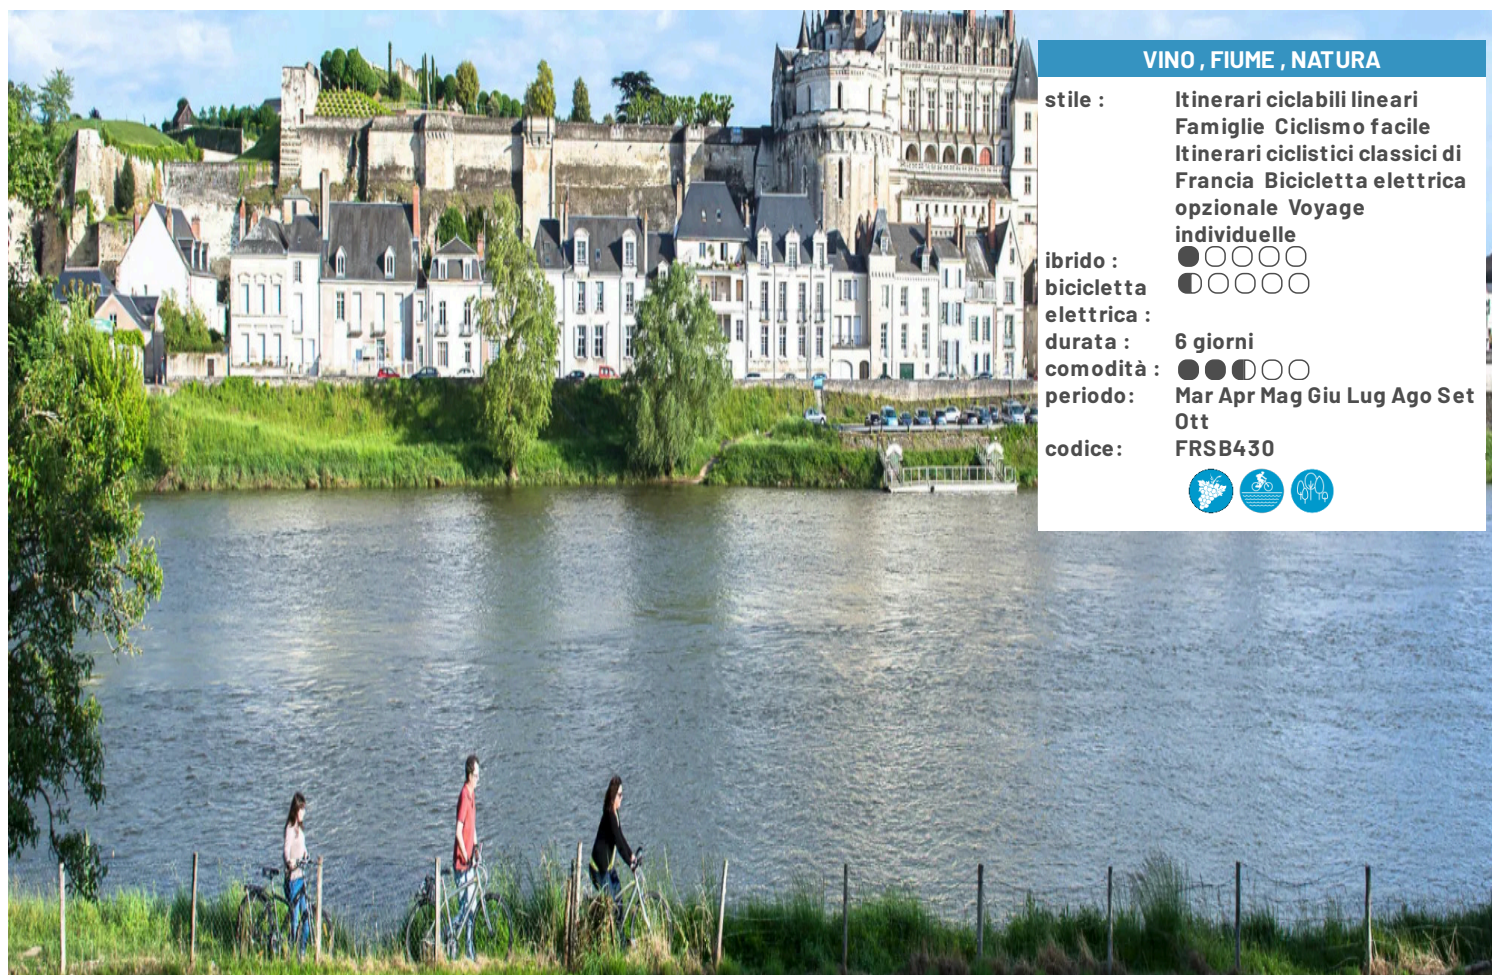 VINO , FIUME , NATURA
stile : Itinerari ciclabili lineari
Famiglie Ciclismo facile
Itinerari ciclistici classici di
Francia Bicicletta elettrica
opzionale Voyage
individuelle
ibrido :
bicicletta
elettrica :
durata : 6 giorni
comodità :
periodo: Mar Apr Mag Giu Lug Ago Set
Ott
codice: FRSB430